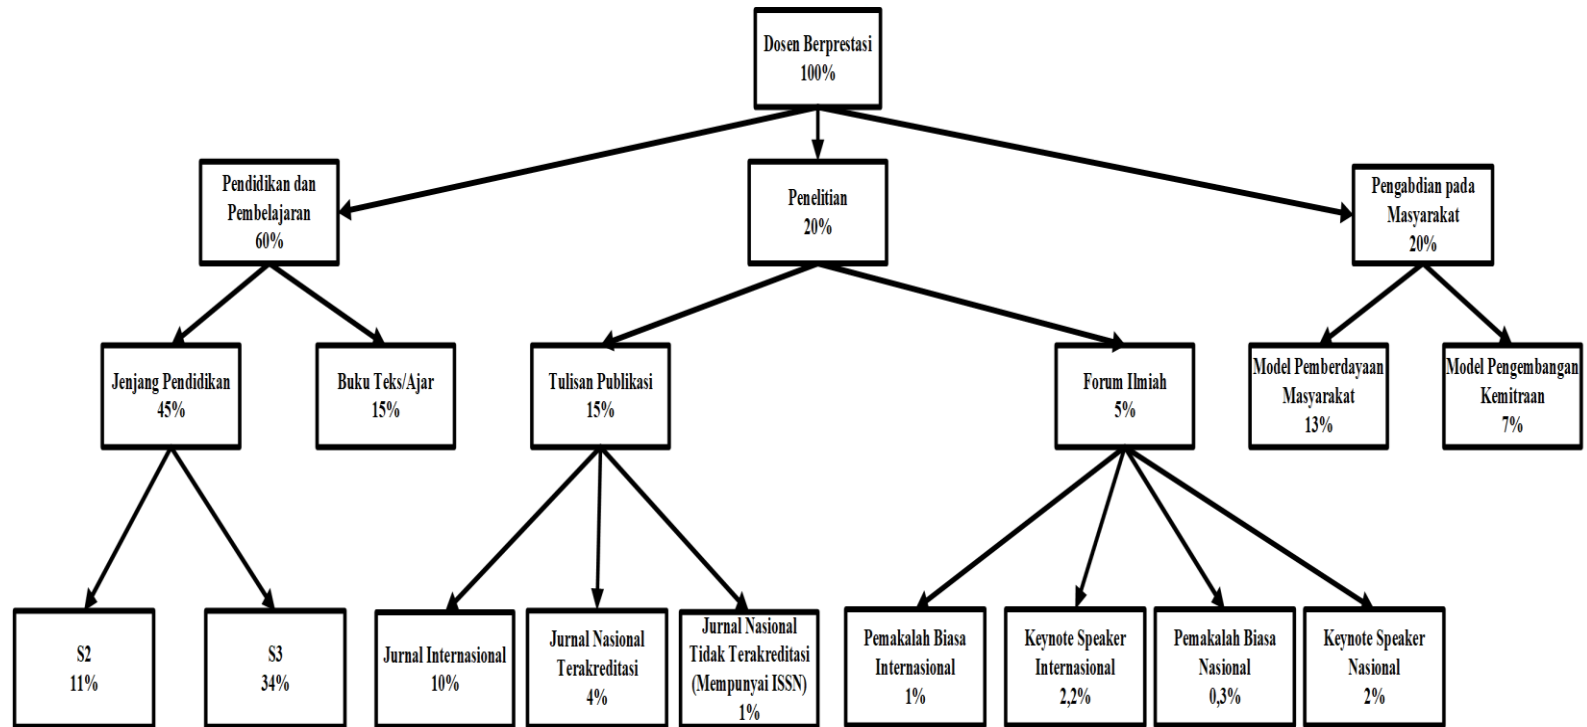 Dosen Berprestasi
100%
Pendidikan dan
Pembelajaran
60%
Penelitian
20%
Pengabdian pada
Masyarakat
20%
Jenjang Pendidikan
45%
Buku Teks/Ajar
15%
Tulisan Publikasi
15%
Forum Ilmiah
5%
Model Pemberdayaan
Masyarakat
13%
Model Pengembangan
Kemitraan
7%
S2
11%
S3
34%
Jurnal Internasional
10%
Jurnal Nasional
Terakreditasi
4%
Jurnal Nasional
Tidak Terakreditasi
(Mempunyai ISSN)
1%
Pemakalah Biasa
Internasional
1%
Keynote Speaker
Internasional
2,2%
Pemakalah Biasa
Nasional
0,3%
Keynote Speaker
Nasional
2%